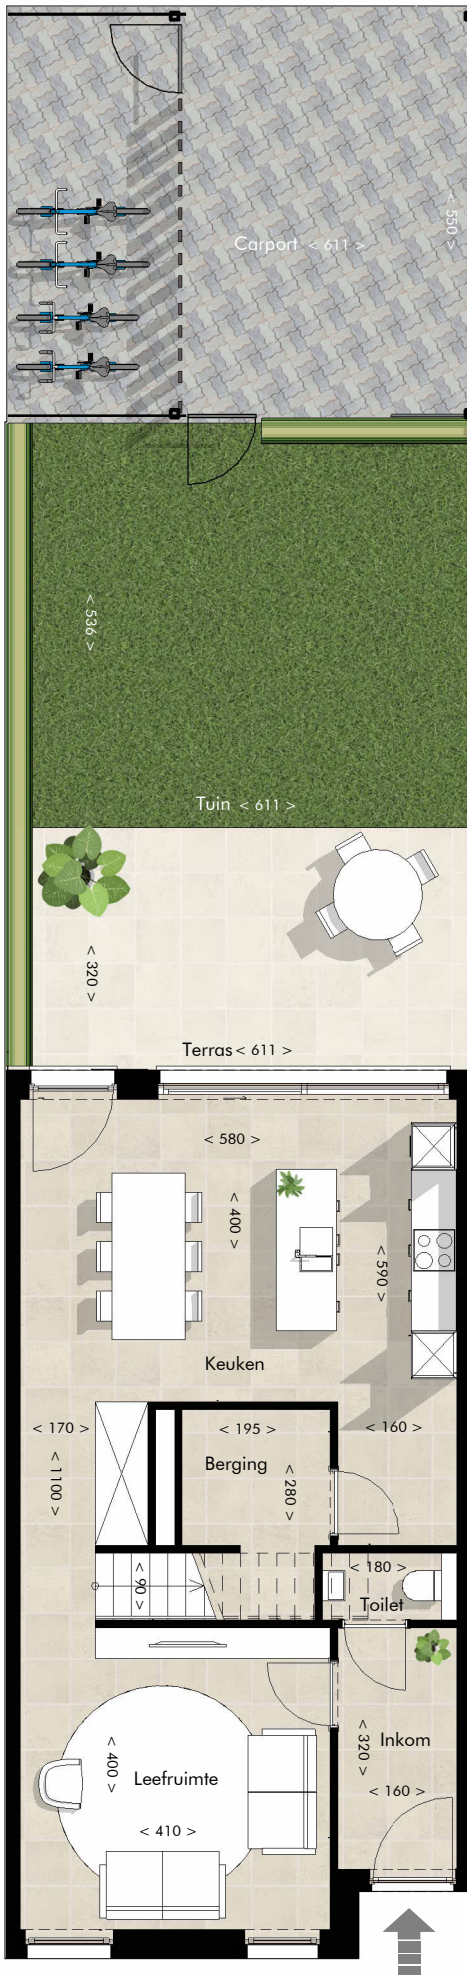 < 550 >
Carport < 611 >
< 536 >
Tuin < 611 >
< 320 >
Terras < 611 >
< 580 >
< 400 >
< 590 >
Keuken
< 170 >
< 195 >
< 160 >
Berging
< 1100 >
< 280 >
< 90 >
< 180 >
Toilet
< 320 >
Inkom
< 400 >
Leefruimte
< 160 >
< 410 >